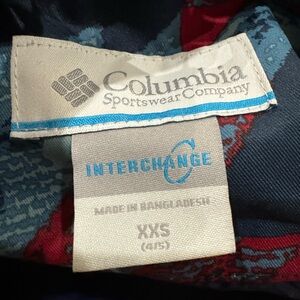 Columbia
Sportswear Company
INTERCHANGE
MADE IN BANGLADESH
XXS
(4/5)